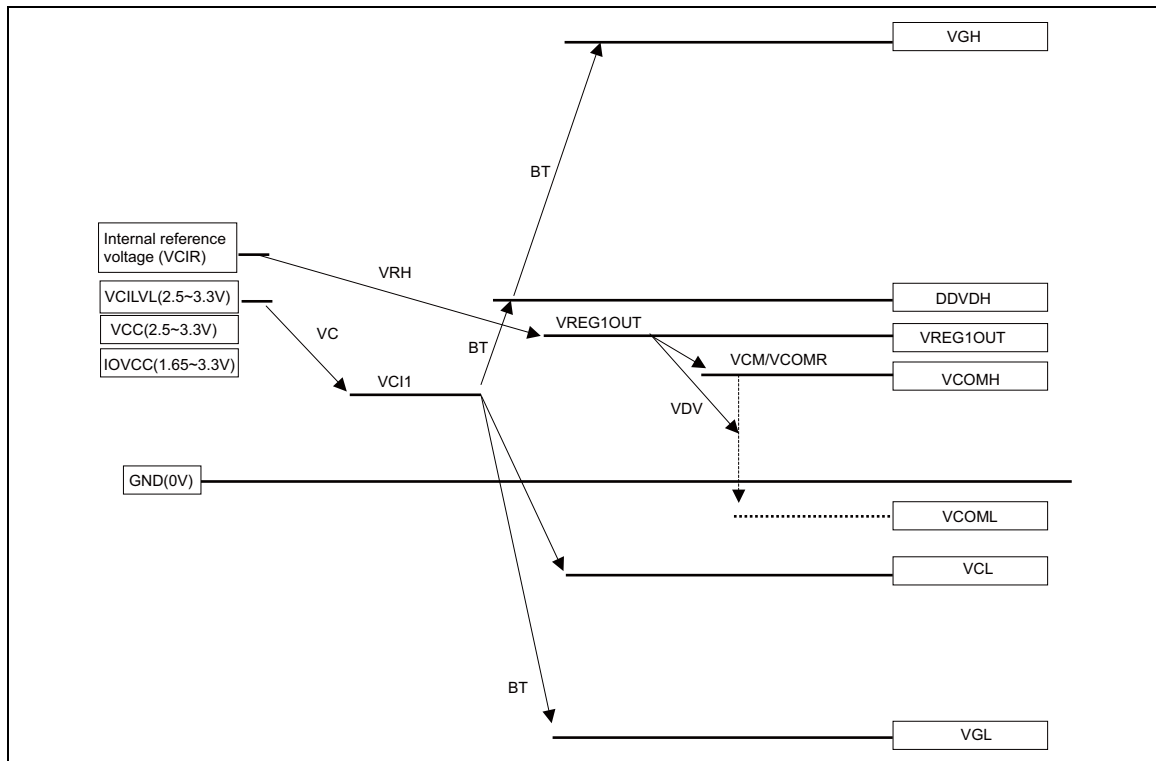 VGH
BT
Internal reference
voltage (VCIR)
VRH
VCILVL(2.5~3.3V)
DDVDH
VCC(2.5~3.3V)
VC
BT
VREG1OUT
VREG1OUT
IOVCC(1.65~3.3V)
VCI1
VCM/VCOMR
VCOMH
VDV
GND(0V)
VCOML
VCL
BT
VGL